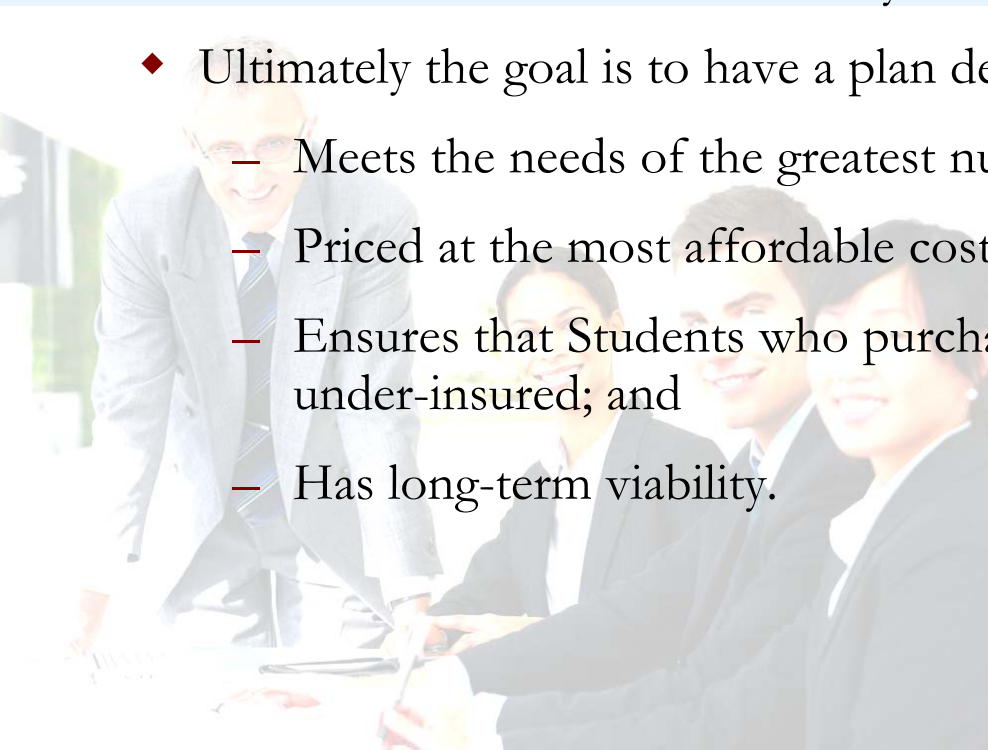 ◆ Ultimately the goal is to have a plan de
– Meets the needs of the greatest nu
– Priced at the most affordable cost
– Ensures that Students who purcha
under-insured; and
– Has long-term viability.